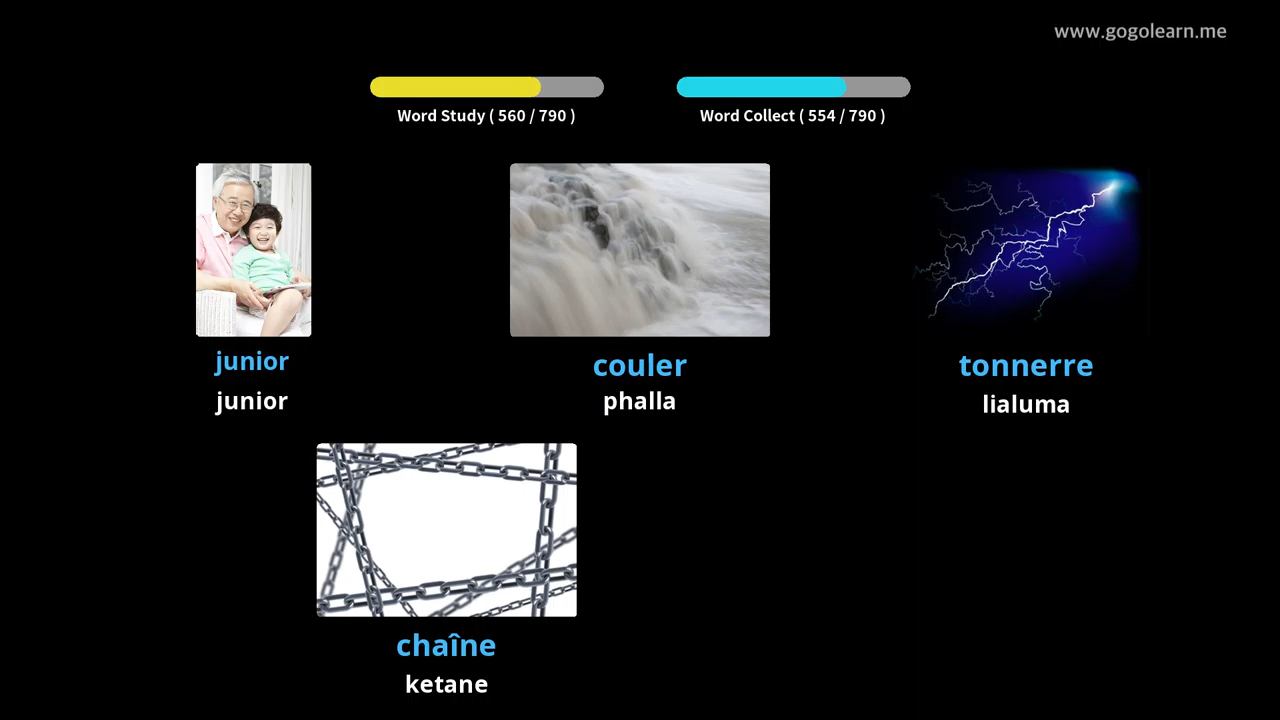 www.gogolearn.me
Word Study ( 560 / 790 )
Word Collect ( 554 / 790 )
junior
junior
couler
phalla
tonnerre
lialuma
chaîne
ketane